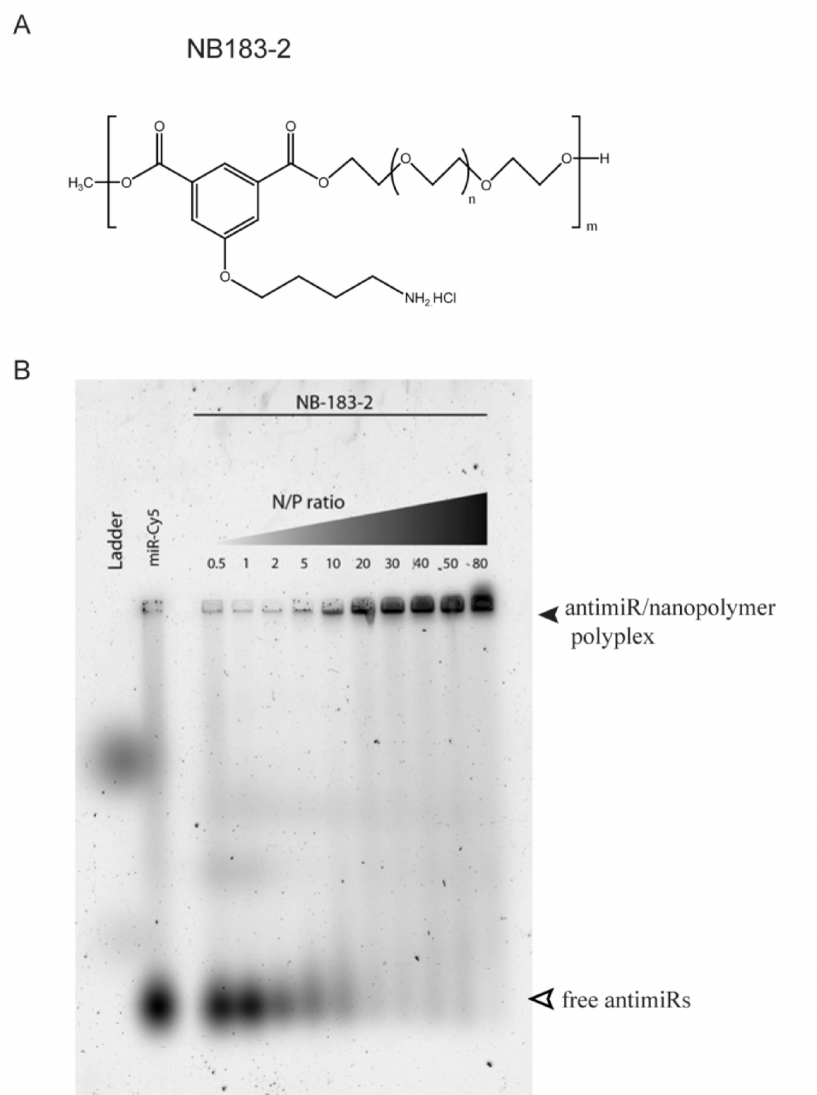 A
NB183-2
O O
H₃C O O O O O H
n
m
O
NH₂.HCl
B
NB-183-2
N/P ratio
Ladder
miR-Cy5
0.5 1 2 5 10 20 30 40 50 80
antimiR/nanopolymer
polyplex
free antimiRs